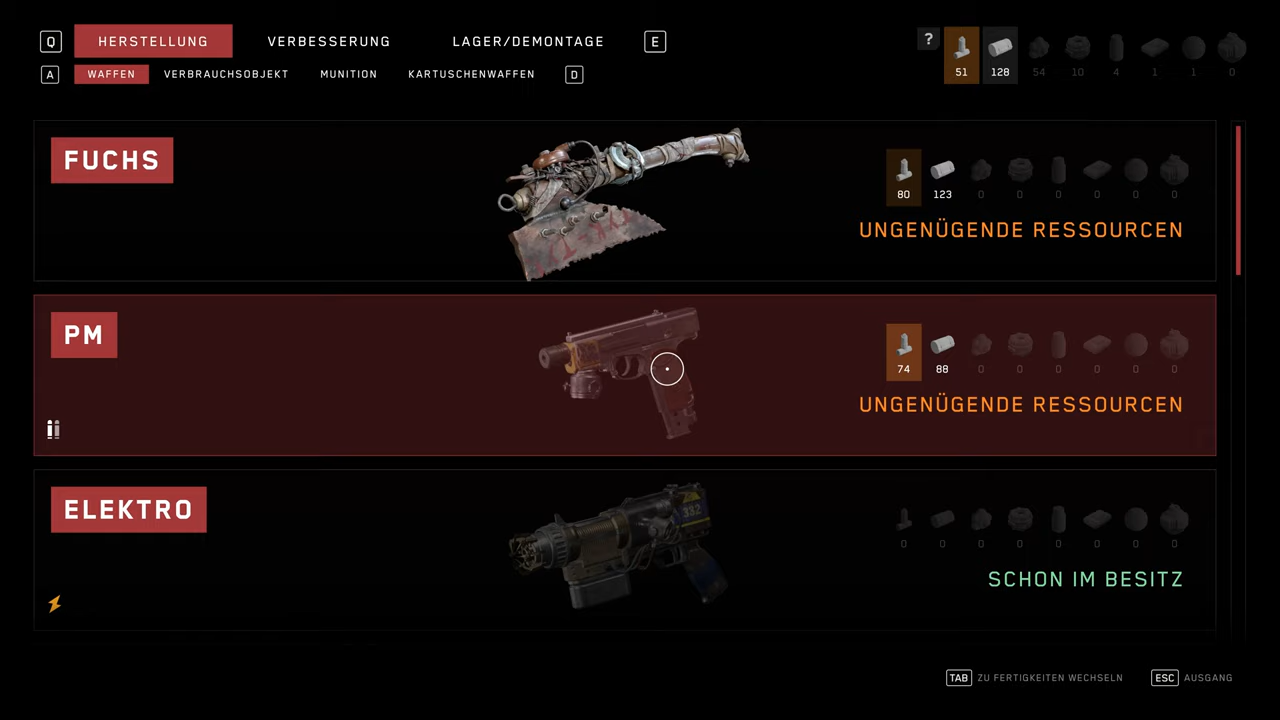 Q HERSTELLUNG VERBESSERUNG LAGER/DEMONTAGE E
A WAFFEN VERBRAUCHSOBJEKT MUNITION KARTUSCHENWAFFEN D
?
51 128 54 10 4 1 1 0
FUCHS
80 123 0 0 0 0 0 0
UNGENÜGENDE RESSOURCEN
PM
74 88 0 0 0 0 0 0
UNGENÜGENDE RESSOURCEN
ELEKTRO
332
0 0 0 0 0 0 0 0
SCHON IM BESITZ
TAB ZU FERTIGKEITEN WECHSELN ESC AUSGANG